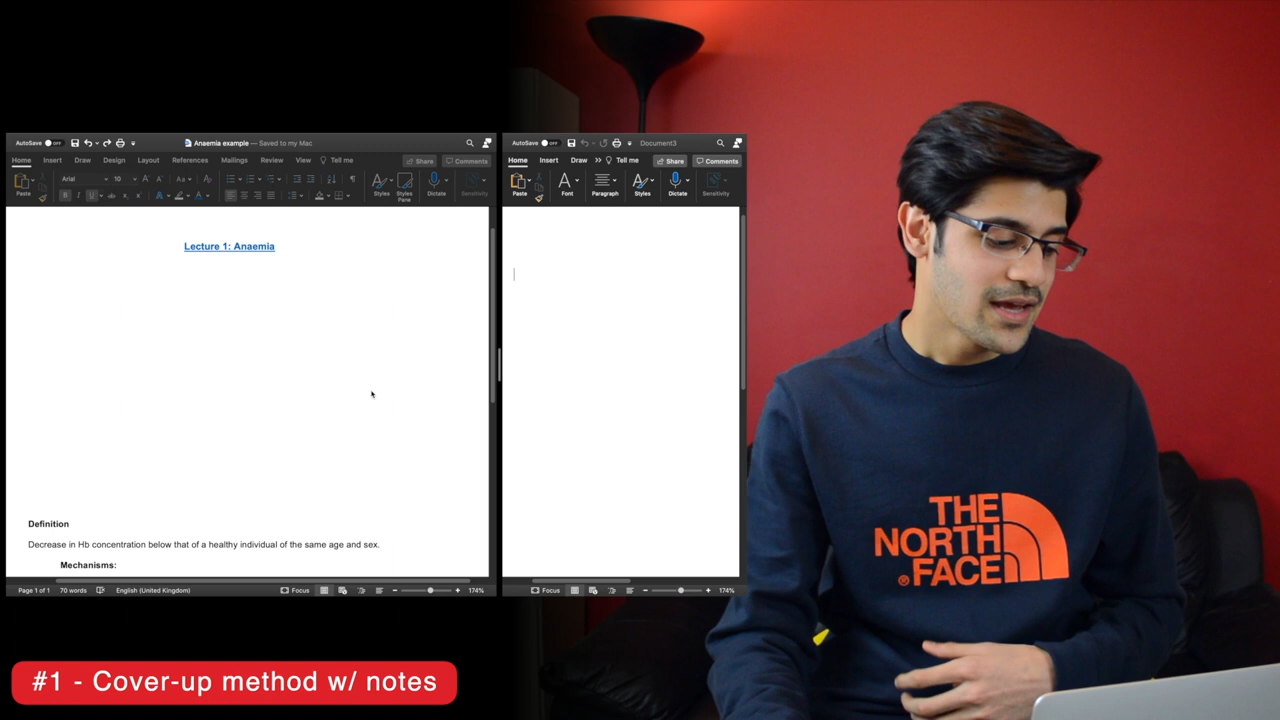 AutoSave OFF
Anaemia example — Saved to my Mac
Home Insert Draw Design Layout References Mailings Review View Tell me
Share Comments
Paste
Arial 10
Styles
Styles Pane
Dictate
Sensitivity
Lecture 1: Anaemia
Definition
Decrease in Hb concentration below that of a healthy individual of the same age and sex.
Mechanisms:
Page 1 of 1 70 words English (United Kingdom) Focus 174%
AutoSave OFF
Document3
Home Insert Draw Tell me Share Comments
Paste Font Paragraph Styles Dictate Sensitivity
Focus 174%
THE
NORTH
FACE
#1 - Cover-up method w/ notes